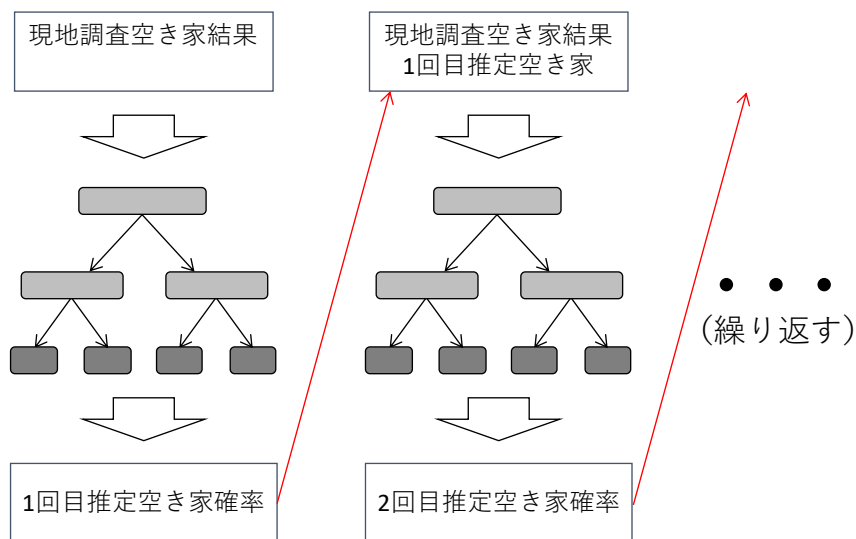 現地調査空き家結果
現地調査空き家結果
1回目推定空き家
・・・
(繰り返す)
1回目推定空き家確率
2回目推定空き家確率